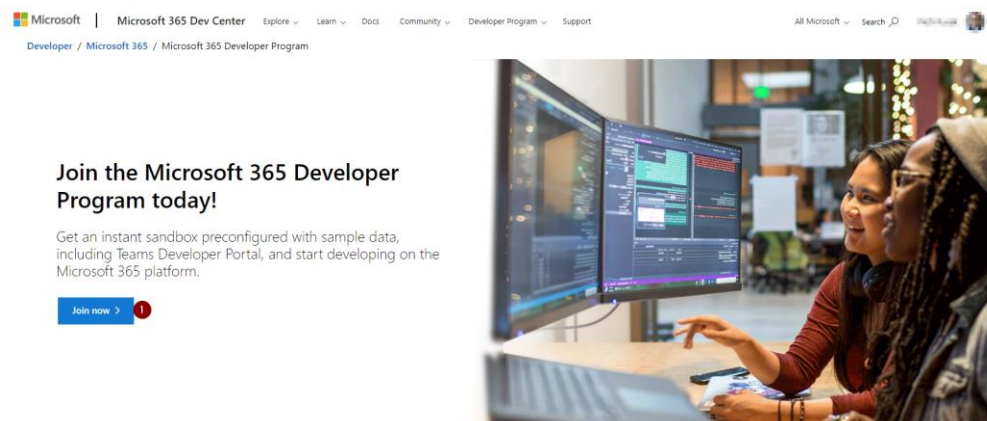 Microsoft Microsoft 365 Dev Center Explore Learn Docs Community Developer Program Support All Microsoft Search
Developer / Microsoft 365 / Microsoft 365 Developer Program
Join the Microsoft 365 Developer
Program today!
Get an instant sandbox preconfigured with sample data,
including Teams Developer Portal, and start developing on the
Microsoft 365 platform.
Join now > 1